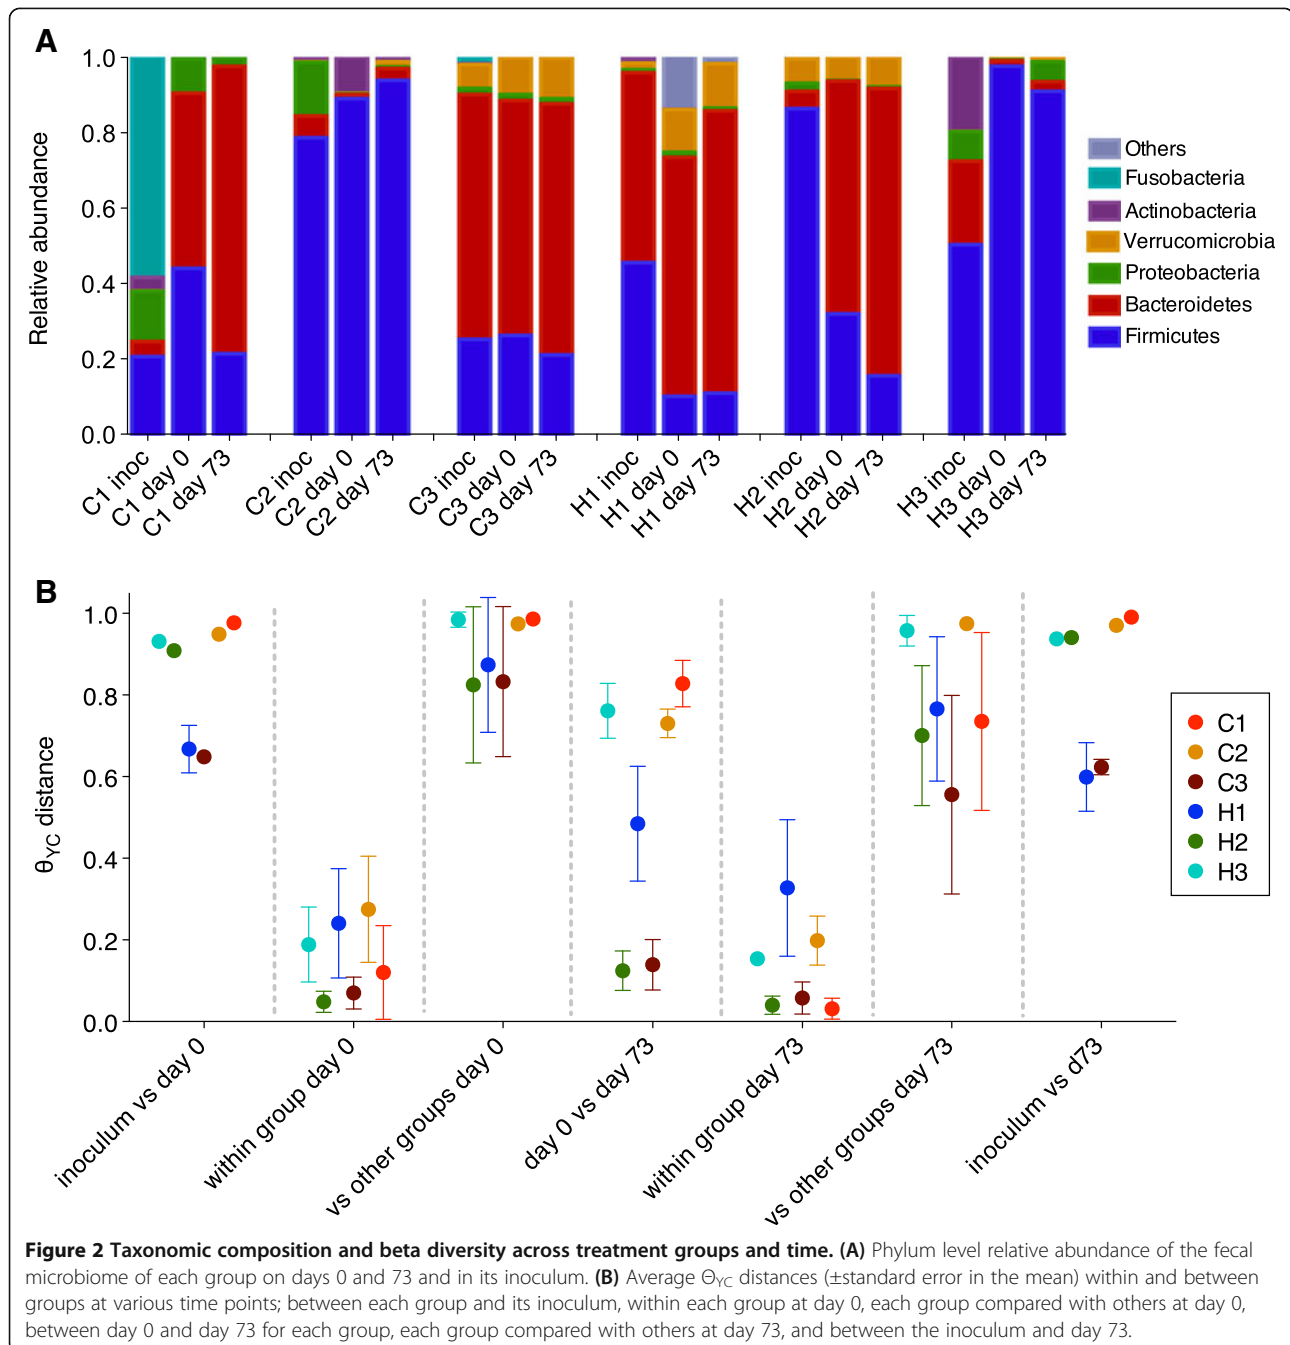 A
1.0
0.8
0.6
0.4
0.2
0.0
Relative abundance
C1 inoc
C1 day 0
C1 day 73
C2 inoc
C2 day 0
C2 day 73
C3 inoc
C3 day 0
C3 day 73
H1 inoc
H1 day 0
H1 day 73
H2 inoc
H2 day 0
H2 day 73
H3 inoc
H3 day 0
H3 day 73
Others
Fusobacteria
Actinobacteria
Verrucomicrobia
Proteobacteria
Bacteroidetes
Firmicutes
B
1.0
0.8
0.6
0.4
0.2
0.0
θYC distance
inoculum vs day 0
within group day 0
vs other groups day 0
day 0 vs day 73
within group day 73
vs other groups day 73
inoculum vs d73
C1
C2
C3
H1
H2
H3
Figure 2 Taxonomic composition and beta diversity across treatment groups and time. (A) Phylum level relative abundance of the fecal
microbiome of each group on days 0 and 73 and in its inoculum. (B) Average ΘYC distances (±standard error in the mean) within and between
groups at various time points; between each group and its inoculum, within each group at day 0, each group compared with others at day 0,
between day 0 and day 73 for each group, each group compared with others at day 73, and between the inoculum and day 73.